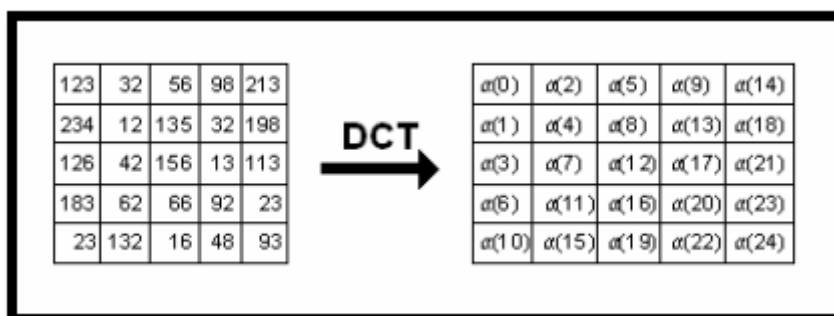 123 32 56 98 213
234 12 135 32 198
126 42 156 13 113
183 62 66 92 23
23 132 16 48 93
DCT
α(0) α(2) α(5) α(9) α(14)
α(1) α(4) α(8) α(13) α(18)
α(3) α(7) α(12) α(17) α(21)
α(6) α(11) α(16) α(20) α(23)
α(10) α(15) α(19) α(22) α(24)